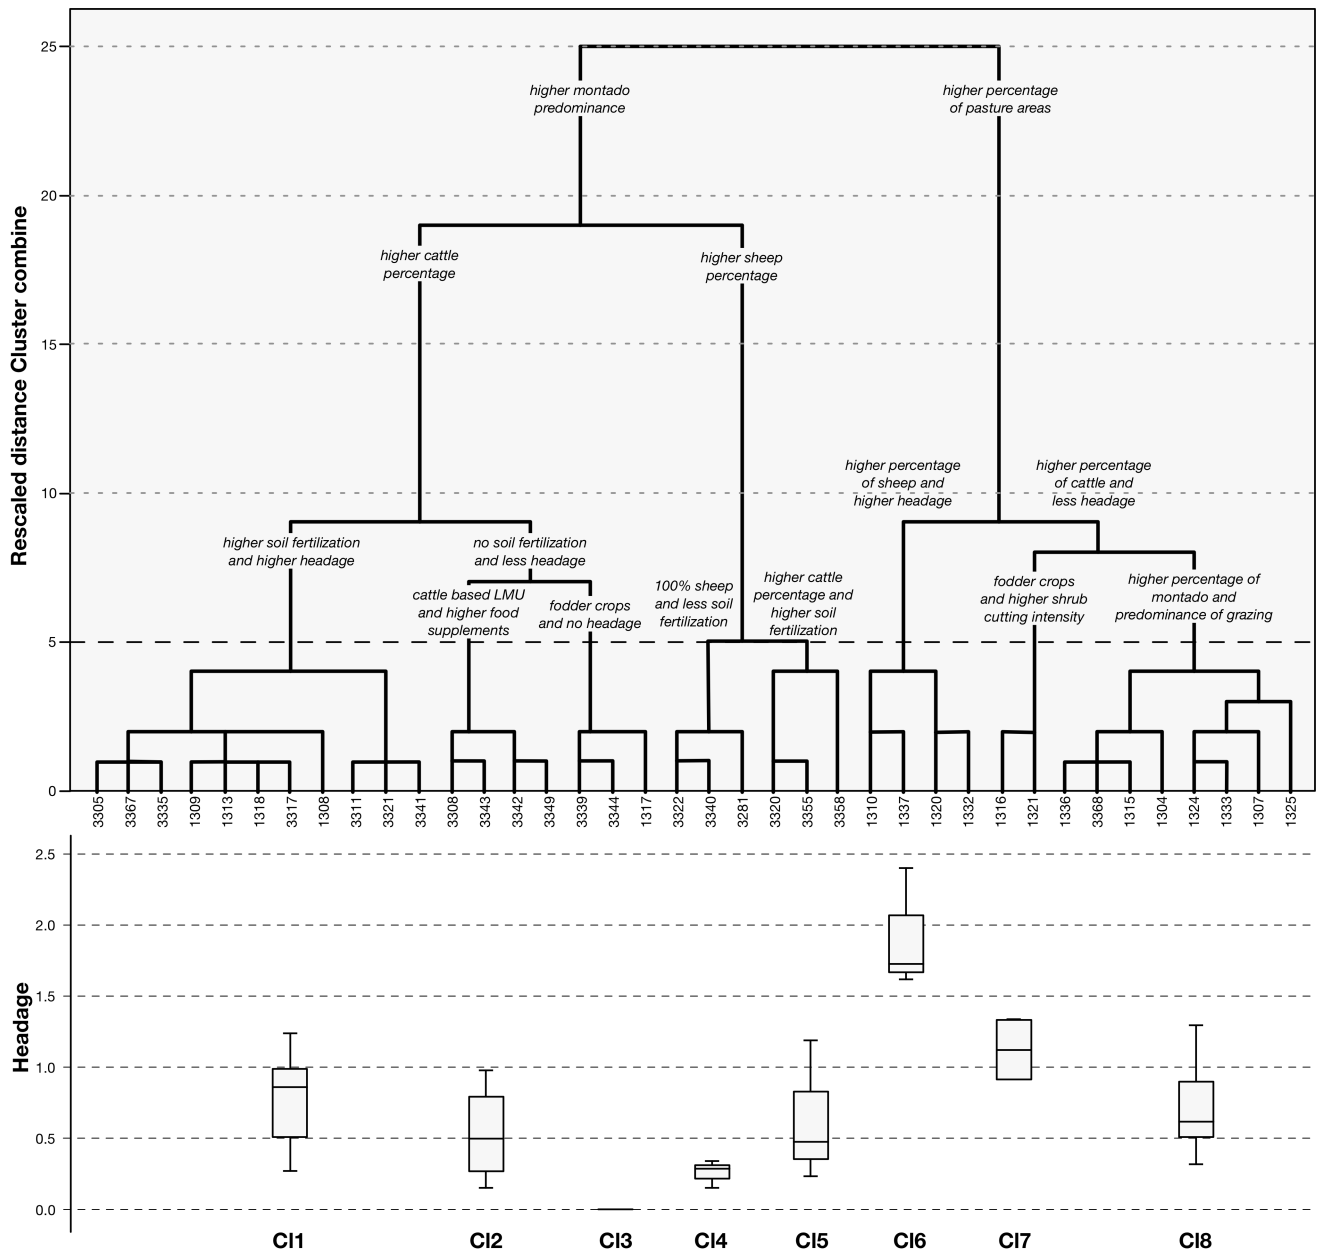 Rescaled distance Cluster combine
25
20
15
10
5
0
higher montado
predominance
higher percentage
of pasture areas
higher cattle
percentage
higher sheep
percentage
higher percentage
of sheep and
higher headage
higher percentage
of cattle and
less headage
higher soil fertilization
and higher headage
no soil fertilization
and less headage
cattle based LMU
and higher food
supplements
fodder crops
and no headage
100% sheep
and less soil
fertilization
higher cattle
percentage and
higher soil
fertilization
fodder crops
and higher shrub
cutting intensity
higher percentage of
montado and
predominance of grazing
3305
3367
3335
1309
1313
1318
3317
1308
3311
3321
3341
3308
3343
3342
3349
3339
3344
1317
3322
3340
3281
3320
3355
3358
1310
1337
1320
1332
1316
1321
1336
3368
1315
1304
1324
1333
1307
1325
Headage
2.5
2.0
1.5
1.0
0.5
0.0
Cl1
Cl2
Cl3
Cl4
Cl5
Cl6
Cl7
Cl8